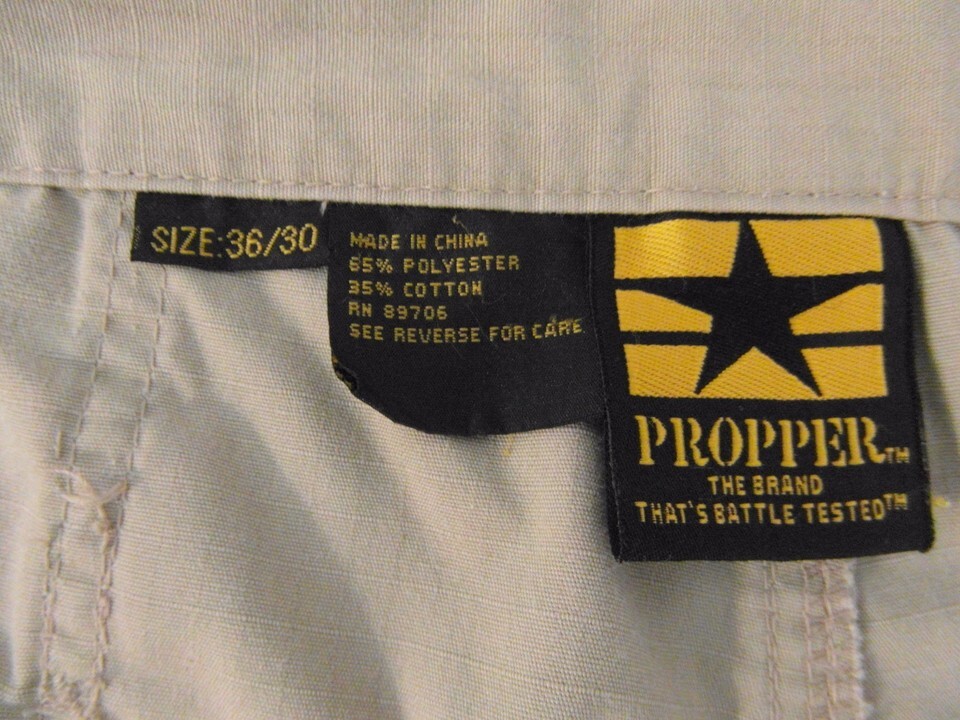 SIZE:36/30
MADE IN CHINA
65% POLYESTER
35% COTTON
RN 89706
SEE REVERSE FOR CARE
PROPPER™
THE BRAND
THAT'S BATTLE TESTED™